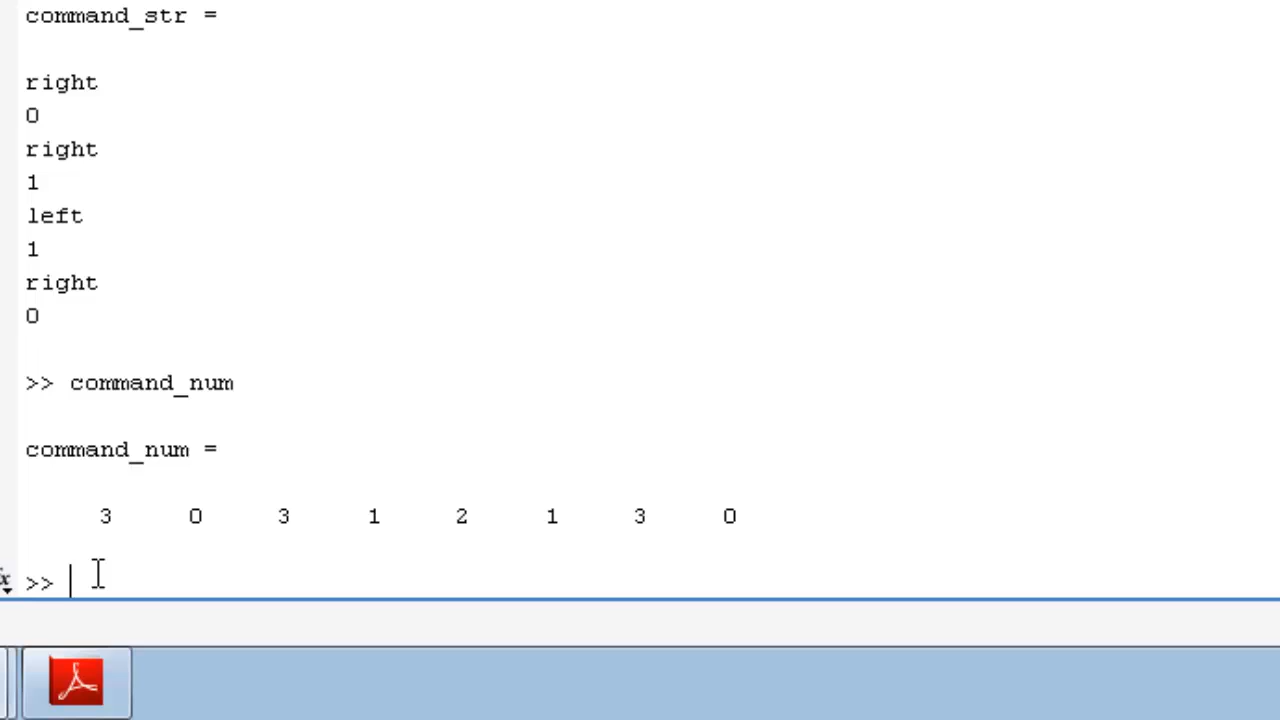 command_str =
right
0
right
1
left
1
right
0
>> command_num
command_num =
3 0 3 1 2 1 3 0
>>